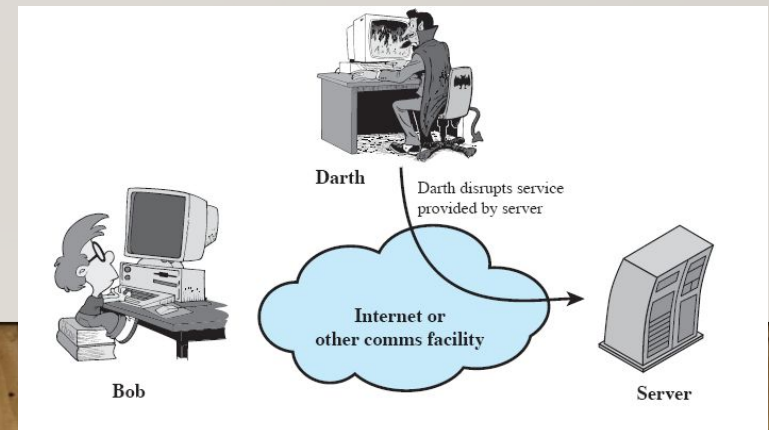 Darth
Darth disrupts service
provided by server
Internet or
other comms facility
Bob
Server